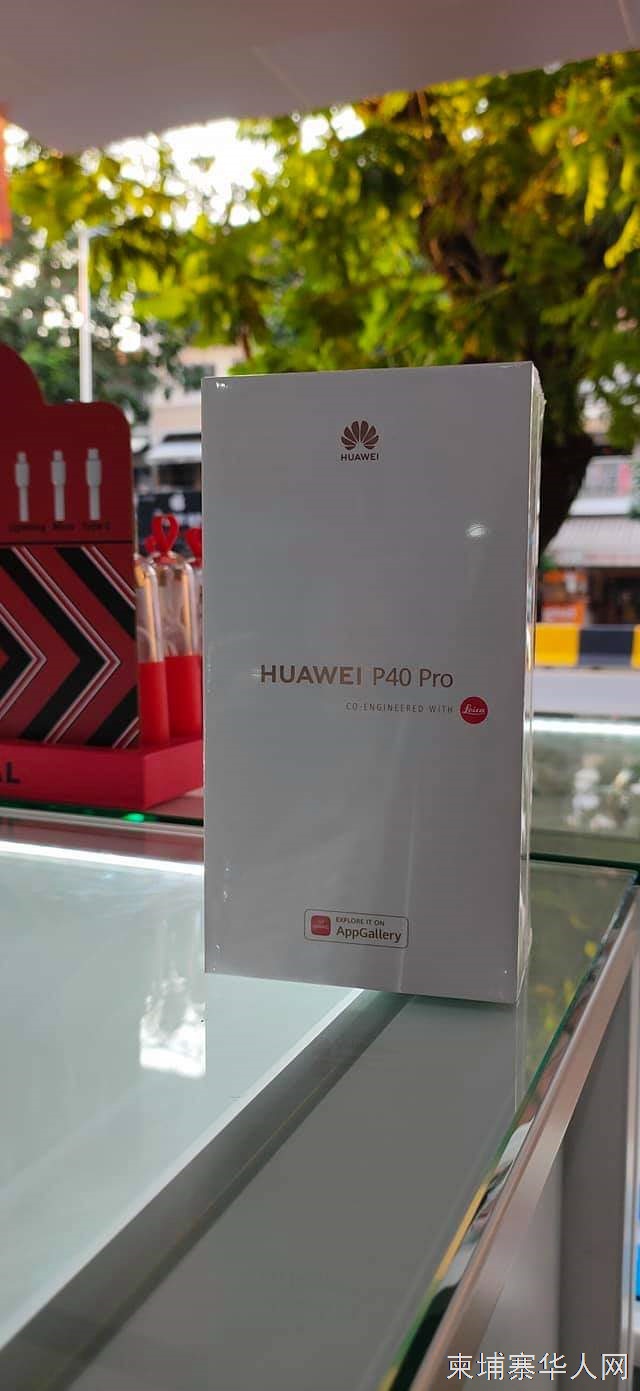 HUAWEI
HUAWEI P40 Pro
CO-ENGINEERED WITH Leica
EXPLORE IT ON
AppGallery
柬埔寨华人网